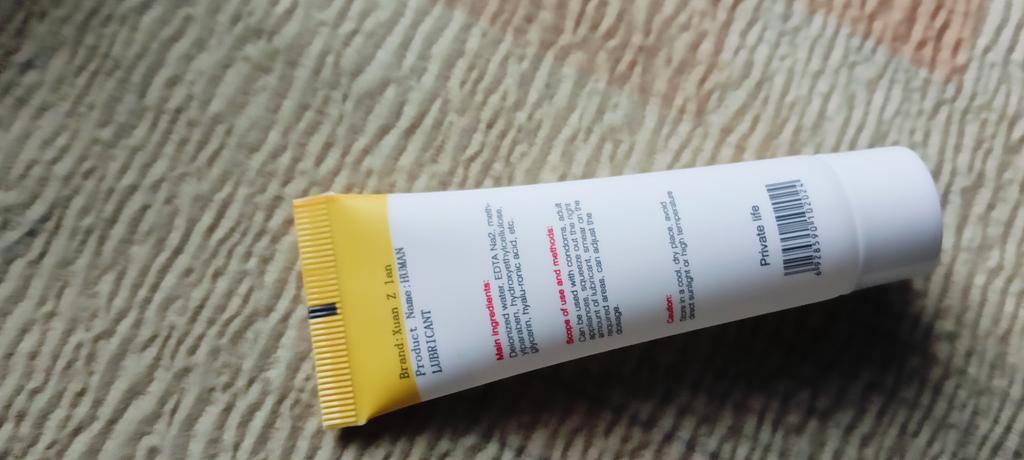 Brand:Xuan Z lan
Product Name:HUMAN
LUBRICANT
Main ingredients:
Deionized water, EDTA Na2, meth-
ylparaben, hydroxyethylcellulose,
glycerin, hyalu-ronic acid, etc.
Scope of use and methods:
Can be used with condoms, adult
appliances, squeeze out the right
amount of lubricant, smear on the
required areas, can adjust the
dosage.
Caution:
Store in a cool, dry place, avoid
direct sunlight or high temperature
Private life